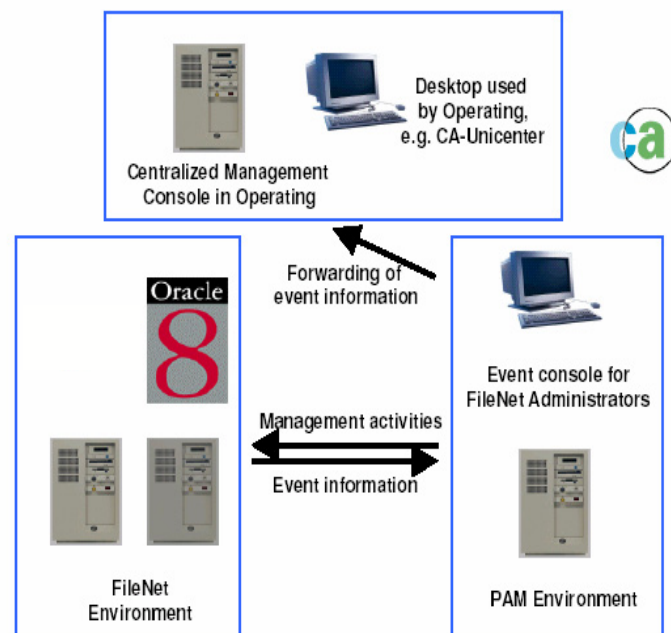 Desktop used
by Operating,
e.g. CA-Unicenter
ca
Centralized Management
Console in Operating
Forwarding of
event information
Oracle
8
Event console for
FileNet Administrators
Management activities
Event information
FileNet
Environment
PAM Environment